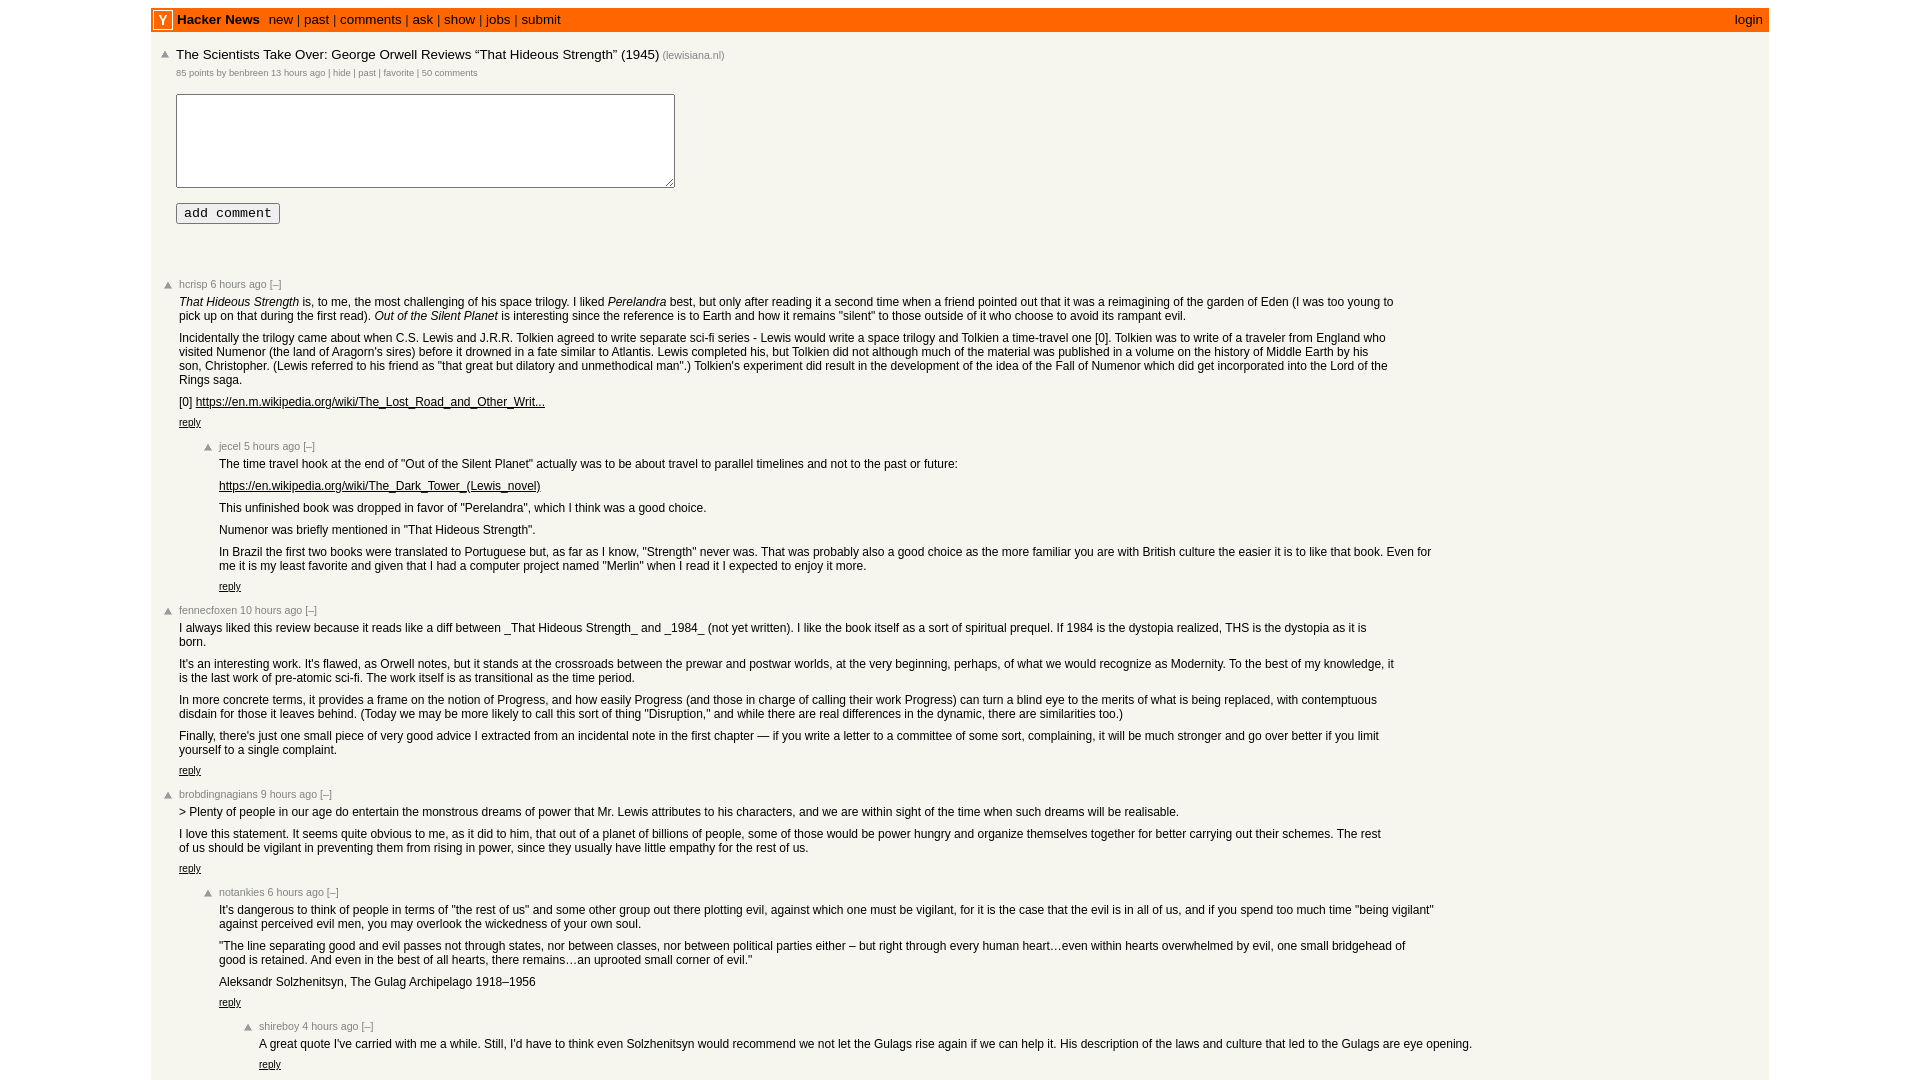 Y Hacker News new | past | comments | ask | show | jobs | submit login
The Scientists Take Over: George Orwell Reviews “That Hideous Strength” (1945) (lewisiana.nl)
85 points by benbreen 13 hours ago | hide | past | favorite | 50 comments
add comment
hcrisp 6 hours ago [–]
That Hideous Strength is, to me, the most challenging of his space trilogy. I liked Perelandra best, but only after reading it a second time when a friend pointed out that it was a reimagining of the garden of Eden (I was too young to
pick up on that during the first read). Out of the Silent Planet is interesting since the reference is to Earth and how it remains "silent" to those outside of it who choose to avoid its rampant evil.
Incidentally the trilogy came about when C.S. Lewis and J.R.R. Tolkien agreed to write separate sci-fi series - Lewis would write a space trilogy and Tolkien a time-travel one [0]. Tolkien was to write of a traveler from England who
visited Numenor (the land of Aragorn's sires) before it drowned in a fate similar to Atlantis. Lewis completed his, but Tolkien did not although much of the material was published in a volume on the history of Middle Earth by his
son, Christopher. (Lewis referred to his friend as "that great but dilatory and unmethodical man".) Tolkien's experiment did result in the development of the idea of the Fall of Numenor which did get incorporated into the Lord of the
Rings saga.
[0] https://en.m.wikipedia.org/wiki/The_Lost_Road_and_Other_Writ...
reply
jecel 5 hours ago [–]
The time travel hook at the end of "Out of the Silent Planet" actually was to be about travel to parallel timelines and not to the past or future:
https://en.wikipedia.org/wiki/The_Dark_Tower_(Lewis_novel)
This unfinished book was dropped in favor of "Perelandra", which I think was a good choice.
Numenor was briefly mentioned in "That Hideous Strength".
In Brazil the first two books were translated to Portuguese but, as far as I know, "Strength" never was. That was probably also a good choice as the more familiar you are with British culture the easier it is to like that book. Even for
me it is my least favorite and given that I had a computer project named "Merlin" when I read it I expected to enjoy it more.
reply
fennecfoxen 10 hours ago [–]
I always liked this review because it reads like a diff between _That Hideous Strength_ and _1984_ (not yet written). I like the book itself as a sort of spiritual prequel. If 1984 is the dystopia realized, THS is the dystopia as it is
born.
It's an interesting work. It's flawed, as Orwell notes, but it stands at the crossroads between the prewar and postwar worlds, at the very beginning, perhaps, of what we would recognize as Modernity. To the best of my knowledge, it
is the last work of pre-atomic sci-fi. The work itself is as transitional as the time period.
In more concrete terms, it provides a frame on the notion of Progress, and how easily Progress (and those in charge of calling their work Progress) can turn a blind eye to the merits of what is being replaced, with contemptuous
disdain for those it leaves behind. (Today we may be more likely to call this sort of thing "Disruption," and while there are real differences in the dynamic, there are similarities too.)
Finally, there's just one small piece of very good advice I extracted from an incidental note in the first chapter — if you write a letter to a committee of some sort, complaining, it will be much stronger and go over better if you limit
yourself to a single complaint.
reply
brobdingnagians 9 hours ago [–]
> Plenty of people in our age do entertain the monstrous dreams of power that Mr. Lewis attributes to his characters, and we are within sight of the time when such dreams will be realisable.
I love this statement. It seems quite obvious to me, as it did to him, that out of a planet of billions of people, some of those would be power hungry and organize themselves together for better carrying out their schemes. The rest
of us should be vigilant in preventing them from rising in power, since they usually have little empathy for the rest of us.
reply
notankies 6 hours ago [–]
It's dangerous to think of people in terms of "the rest of us" and some other group out there plotting evil, against which one must be vigilant, for it is the case that the evil is in all of us, and if you spend too much time "being vigilant"
against perceived evil men, you may overlook the wickedness of your own soul.
"The line separating good and evil passes not through states, nor between classes, nor between political parties either – but right through every human heart…even within hearts overwhelmed by evil, one small bridgehead of
good is retained. And even in the best of all hearts, there remains…an uprooted small corner of evil."
Aleksandr Solzhenitsyn, The Gulag Archipelago 1918–1956
reply
shireboy 4 hours ago [–]
A great quote I've carried with me a while. Still, I'd have to think even Solzhenitsyn would recommend we not let the Gulags rise again if we can help it. His description of the laws and culture that led to the Gulags are eye opening.
reply